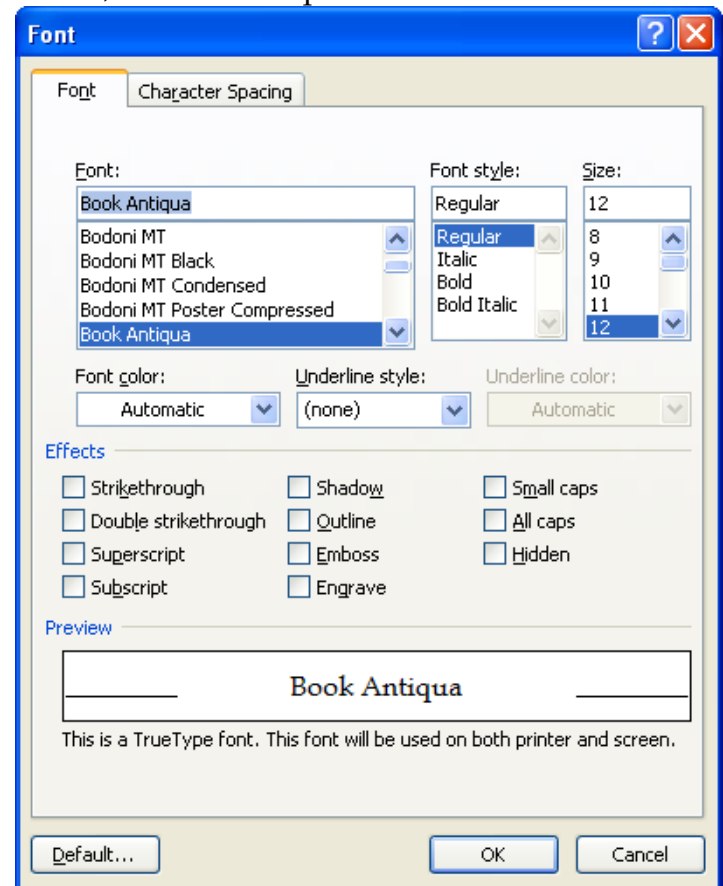 Font
Font Character Spacing
Font: Font style: Size:
Book Antiqua Regular 12
Bodoni MT Regular 8
Bodoni MT Black Italic 9
Bodoni MT Condensed Bold 10
Bodoni MT Poster Compressed Bold Italic 11
Book Antiqua 12
Font color: Underline style: Underline color:
Automatic (none) Automatic
Effects
Strikethrough Shadow Small caps
Double strikethrough Outline All caps
Superscript Emboss Hidden
Subscript Engrave
Preview
Book Antiqua
This is a TrueType font. This font will be used on both printer and screen.
Default... OK Cancel